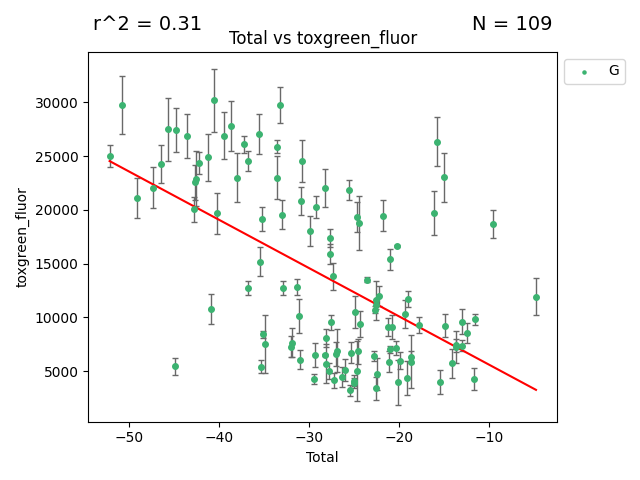 r^2 = 0.31
N = 109
Total vs toxgreen_fluor
G
30000
25000
20000
15000
10000
5000
toxgreen_fluor
−50
−40
−30
−20
−10
Total